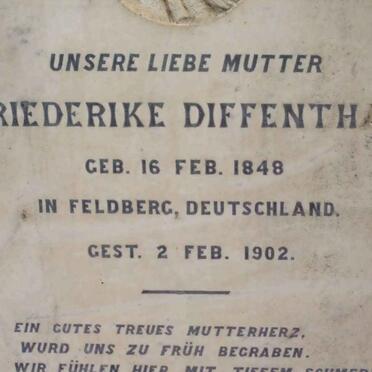 UNSERE LIEBE MUTTER
RIEDERIKE DIFFENTHA
GEB. 16 FEB. 1848
IN FELDBERG, DEUTSCHLAND.
GEST. 2 FEB. 1902.
EIN GUTES TREUES MUTTERHERZ,
WURD UNS ZU FRÜH BEGRABEN.
WIR FÜHLEN HIER MIT TIEFEM SCHMER